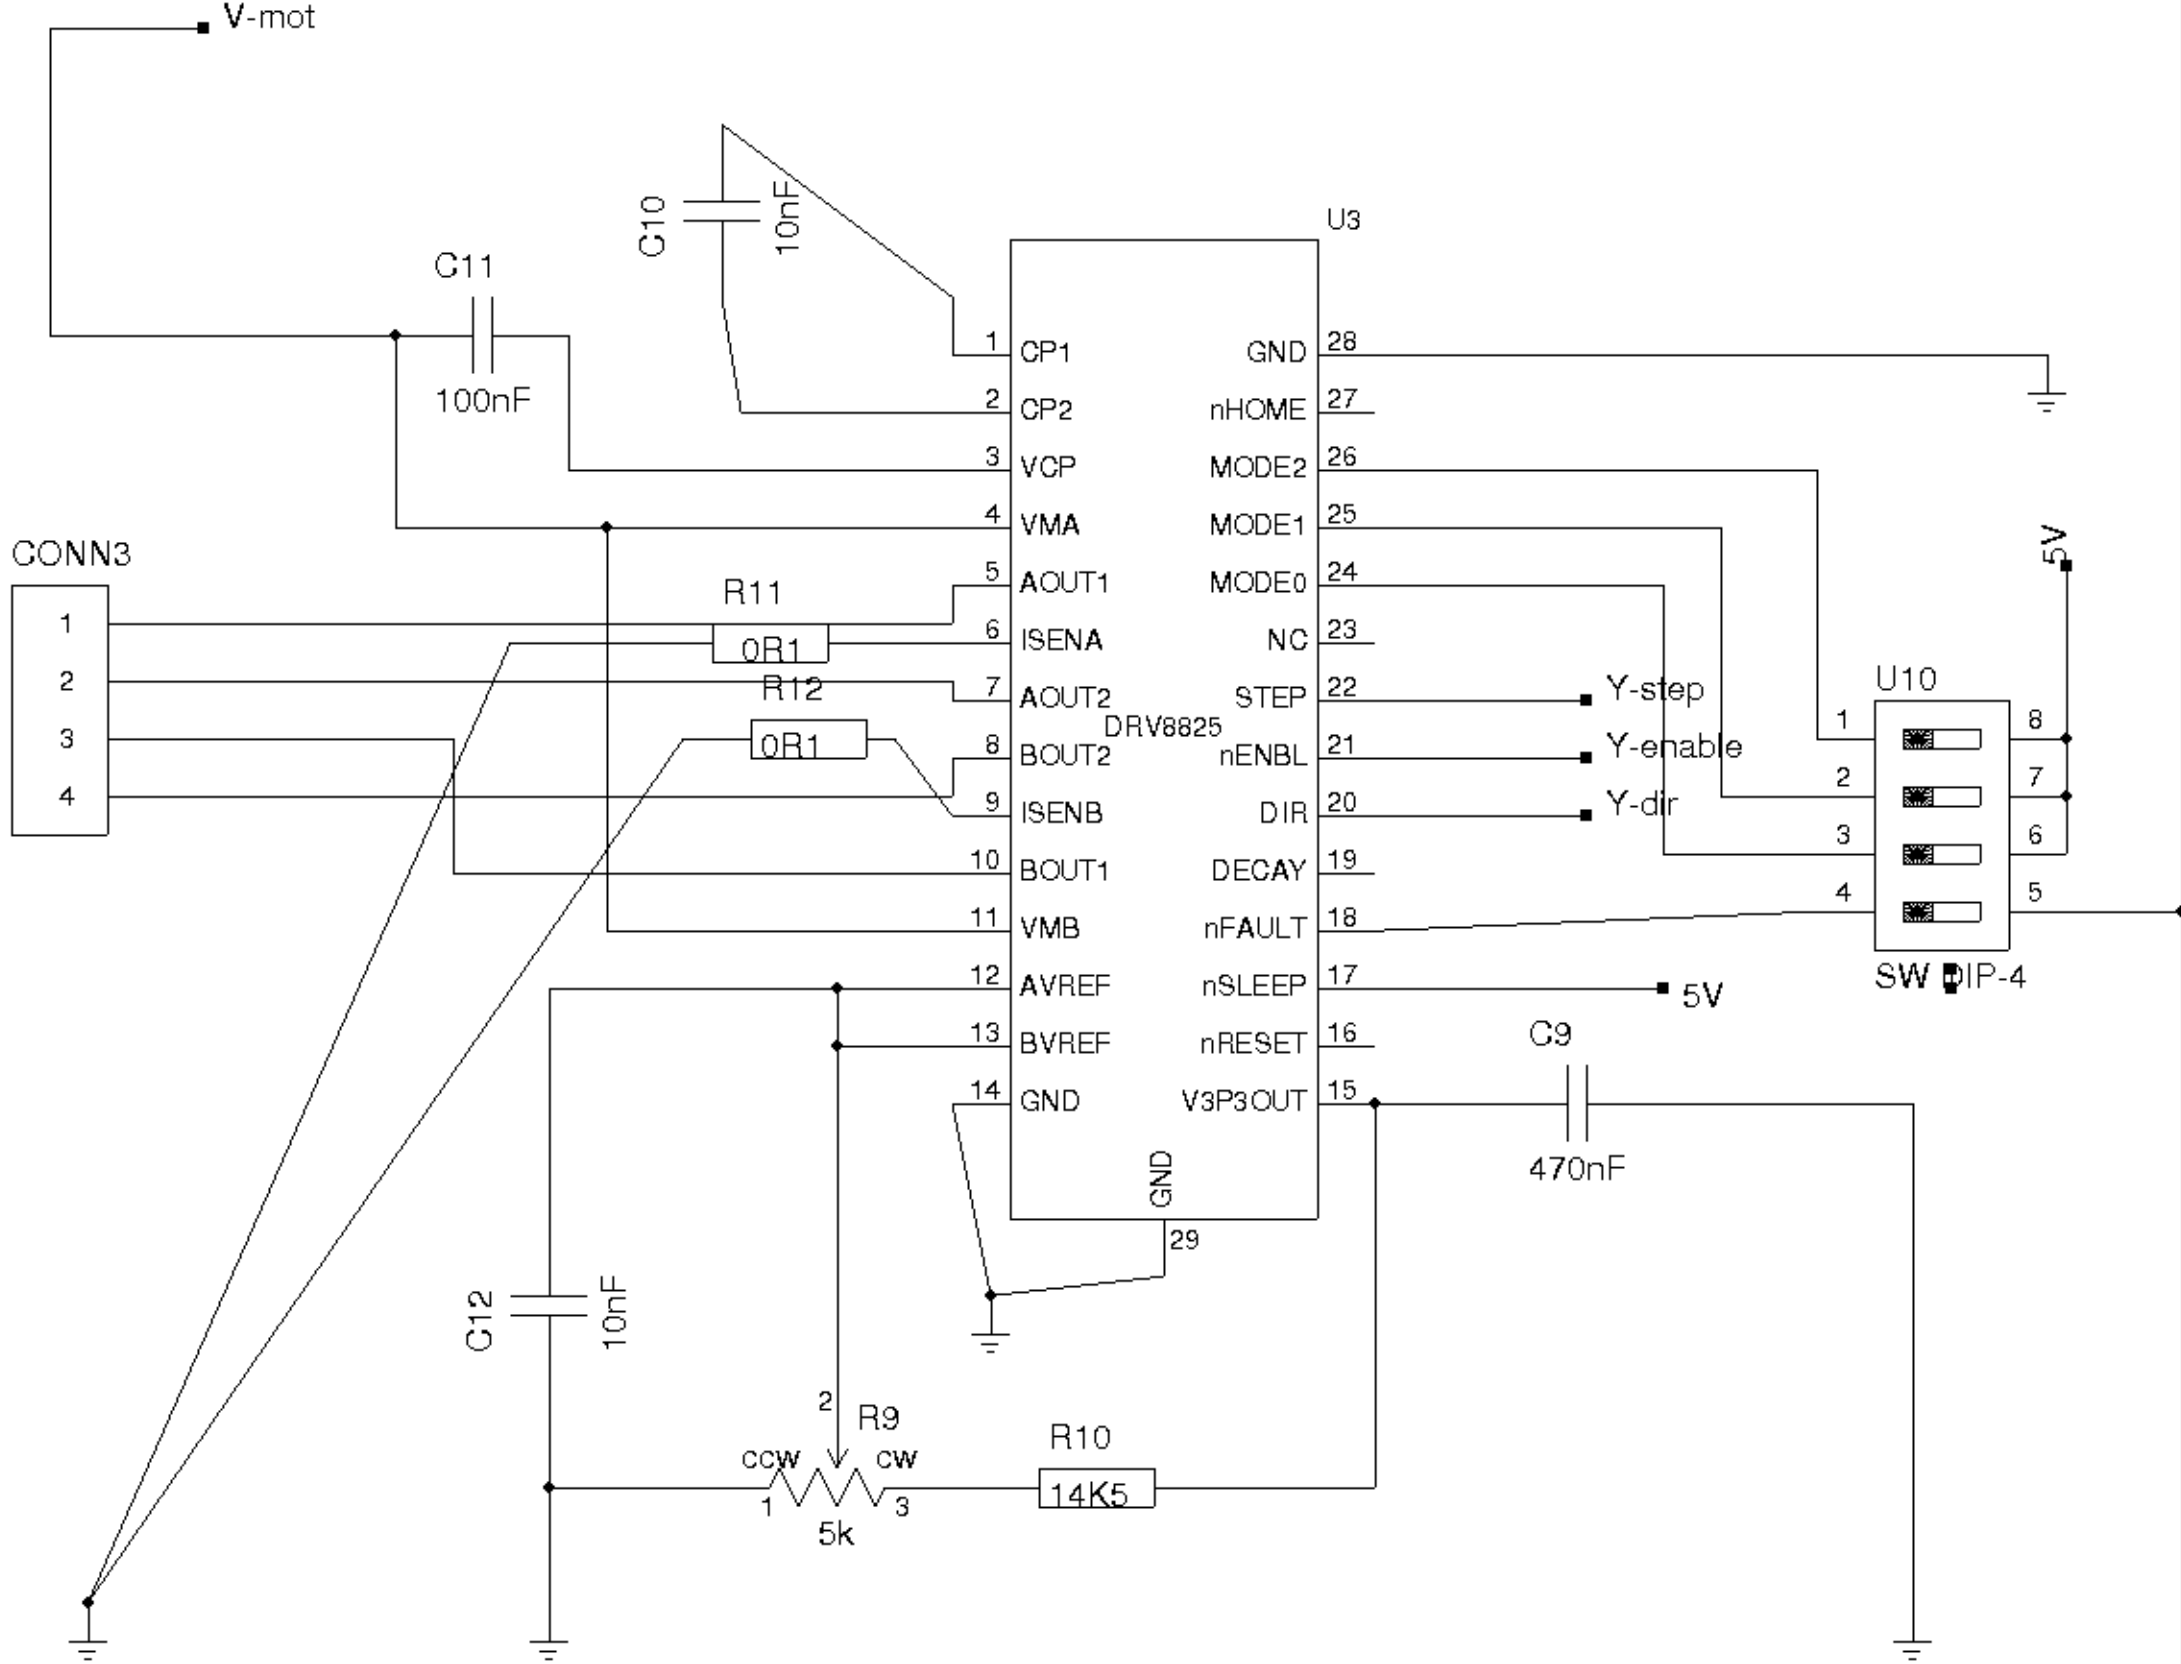 V-mot
C10
10nF
U3
C11
100nF
1 CP1
GND 28
2 CP2
nHOME 27
3 VCP
MODE2 26
4 VMA
MODE1 25
5V
CONN3
5 AOUT1
MODE0 24
R11
1
6 ISENA
NC 23
0R1
2
R12
7 AOUT2
STEP 22
Y-step
U10
DRV8825
3
0R1
8 BOUT2
nENBL 21
Y-enable
1
8
4
9 ISENB
DIR 20
Y-dir
2
7
10 BOUT1
DECAY 19
3
6
11 VMB
nFAULT 18
4
5
12 AVREF
nSLEEP 17
5V
SW DIP-4
13 BVREF
nRESET 16
C9
14 GND
V3P3OUT 15
470nF
GND
29
C12
10nF
2
R9
R10
ccw
cw
1
3
14K5
5k